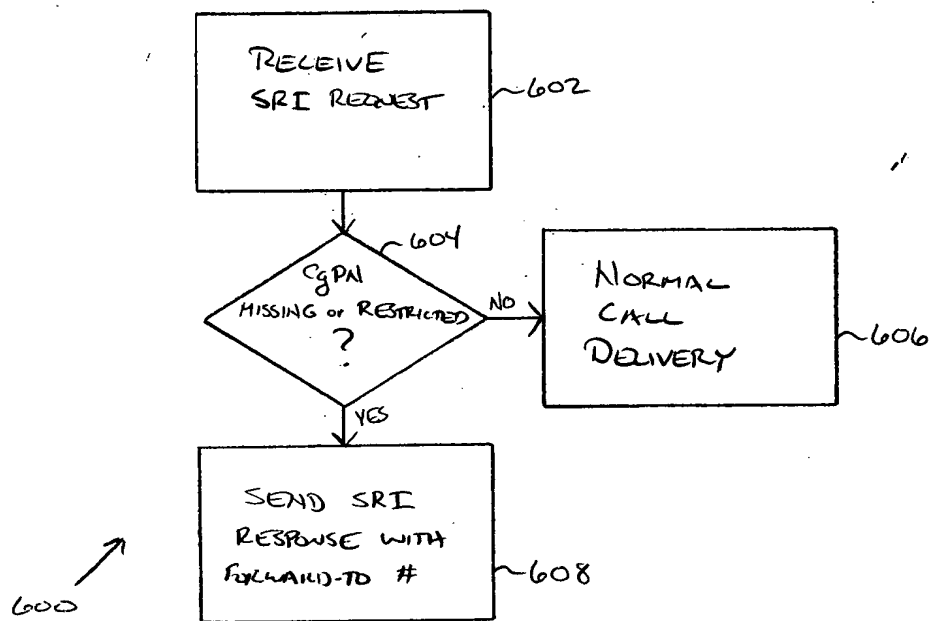 RECEIVE
SRI REQUEST
602
604
CgPN
MISSING or RESTRICTED
?
NO
NORMAL
CALL
DELIVERY
606
YES
SEND SRI
RESPONSE WITH
FORWARD-TO #
608
600